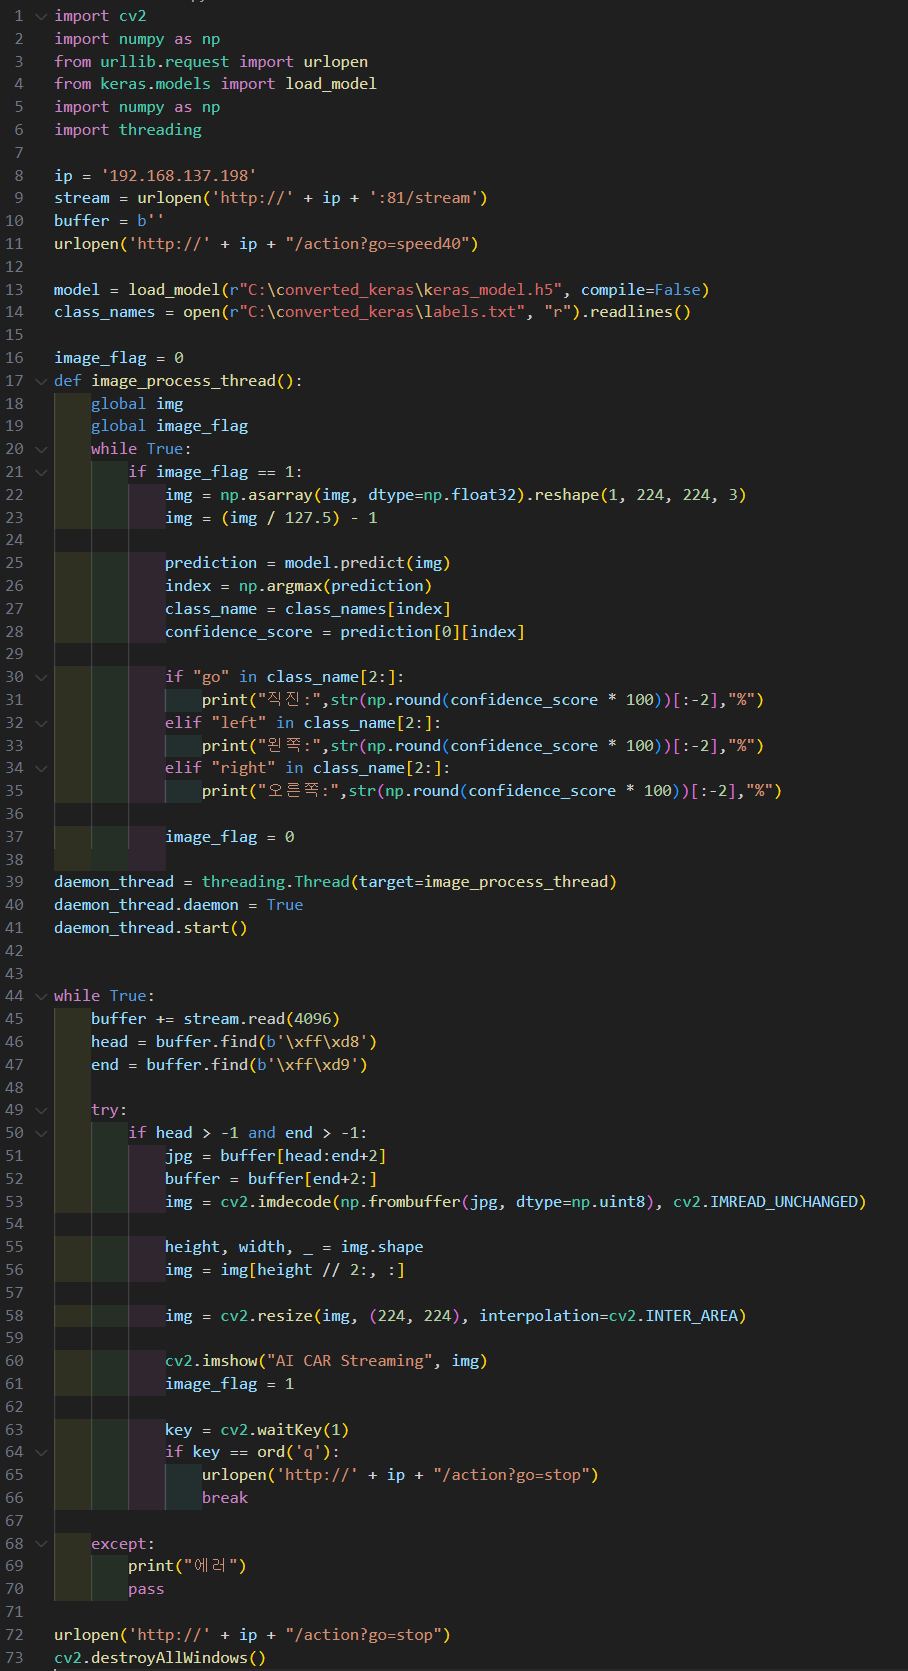 1 import cv2
2 import numpy as np
3 from urllib.request import urlopen
4 from keras.models import load_model
5 import numpy as np
6 import threading
7
8 ip = '192.168.137.198'
9 stream = urlopen('http://' + ip + ':81/stream')
10 buffer = b''
11 urlopen('http://' + ip + "/action?go=speed40")
12
13 model = load_model(r"C:\converted_keras\keras_model.h5", compile=False)
14 class_names = open(r"C:\converted_keras\labels.txt", "r").readlines()
15
16 image_flag = 0
17 def image_process_thread():
18     global img
19     global image_flag
20     while True:
21         if image_flag == 1:
22             img = np.asarray(img, dtype=np.float32).reshape(1, 224, 224, 3)
23             img = (img / 127.5) - 1
24
25             prediction = model.predict(img)
26             index = np.argmax(prediction)
27             class_name = class_names[index]
28             confidence_score = prediction[0][index]
29
30             if "go" in class_name[2:]:
31                 print("직진:",str(np.round(confidence_score * 100))[:-2],"%")
32             elif "left" in class_name[2:]:
33                 print("왼쪽:",str(np.round(confidence_score * 100))[:-2],"%")
34             elif "right" in class_name[2:]:
35                 print("오른쪽:",str(np.round(confidence_score * 100))[:-2],"%")
36
37             image_flag = 0
38
39 daemon_thread = threading.Thread(target=image_process_thread)
40 daemon_thread.daemon = True
41 daemon_thread.start()
42
43
44 while True:
45     buffer += stream.read(4096)
46     head = buffer.find(b'\xff\xd8')
47     end = buffer.find(b'\xff\xd9')
48
49     try:
50         if head > -1 and end > -1:
51             jpg = buffer[head:end+2]
52             buffer = buffer[end+2:]
53             img = cv2.imdecode(np.frombuffer(jpg, dtype=np.uint8), cv2.IMREAD_UNCHANGED)
54
55             height, width, _ = img.shape
56             img = img[height // 2:, :]
57
58             img = cv2.resize(img, (224, 224), interpolation=cv2.INTER_AREA)
59
60             cv2.imshow("AI CAR Streaming", img)
61             image_flag = 1
62
63             key = cv2.waitKey(1)
64             if key == ord('q'):
65                 urlopen('http://' + ip + "/action?go=stop")
66                 break
67
68     except:
69         print("에러")
70         pass
71
72 urlopen('http://' + ip + "/action?go=stop")
73 cv2.destroyAllWindows()